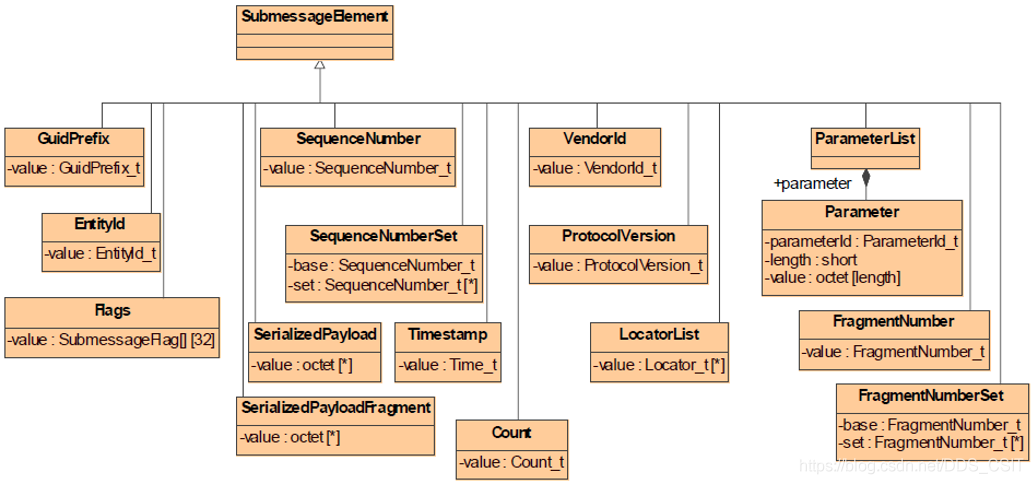 SubmessageElement
GuidPrefix
-value : GuidPrefix_t
SequenceNumber
-value : SequenceNumber_t
VendorId
-value : VendorId_t
ParameterList
+parameter
EntityId
-value : EntityId_t
SequenceNumberSet
-base : SequenceNumber_t
-set : SequenceNumber_t [*]
ProtocolVersion
-value : ProtocolVersion_t
Parameter
-parameterId : ParameterId_t
-length : short
-value : octet [length]
Flags
-value : SubmessageFlag[] [32]
SerializedPayload
-value : octet [*]
Timestamp
-value : Time_t
LocatorList
-value : Locator_t [*]
FragmentNumber
-value : FragmentNumber_t
SerializedPayloadFragment
-value : octet [*]
Count
-value : Count_t
FragmentNumberSet
-base : FragmentNumber_t
-set : FragmentNumber_t [*]
https://blog.csdn.net/DDS_CSIT